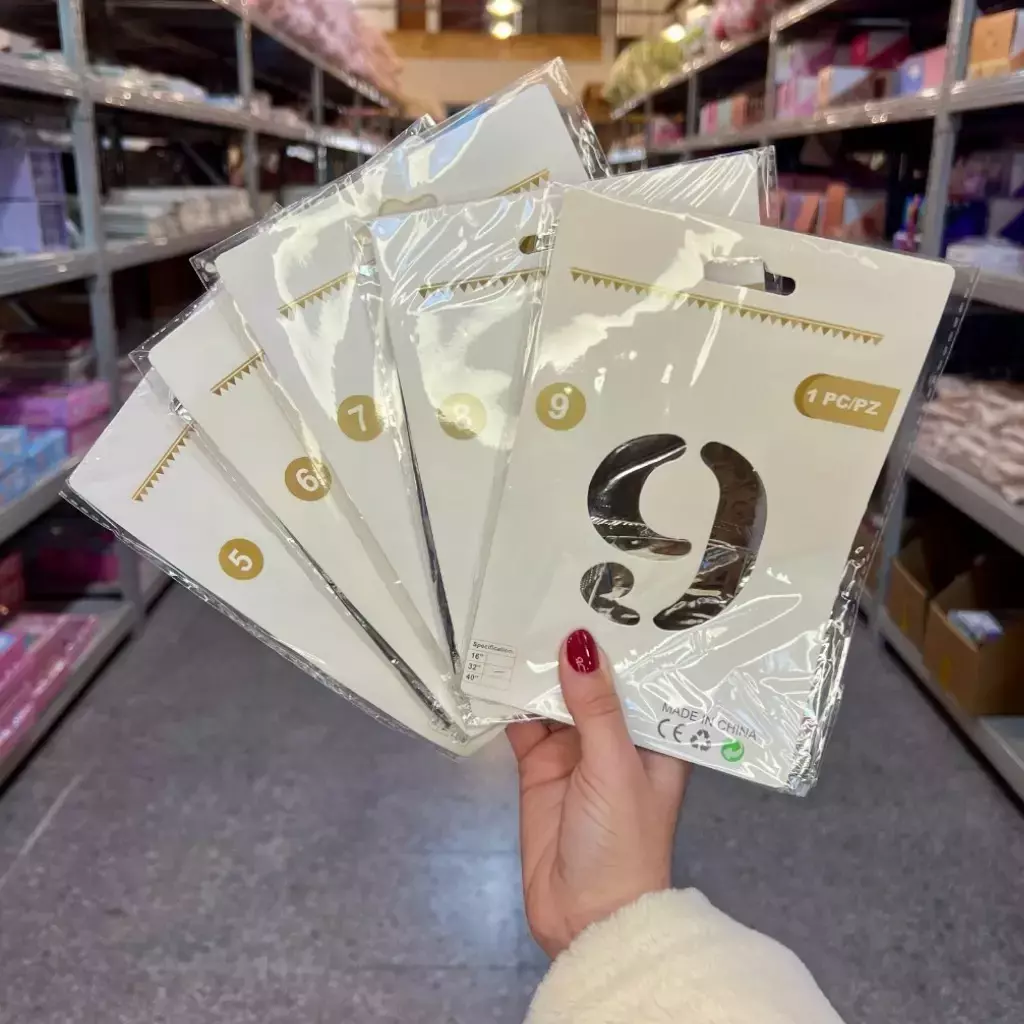 5
6
7
8
9
1 PC/PZ
9
Specification:
16"
32"
40"
MADE IN CHINA
CE